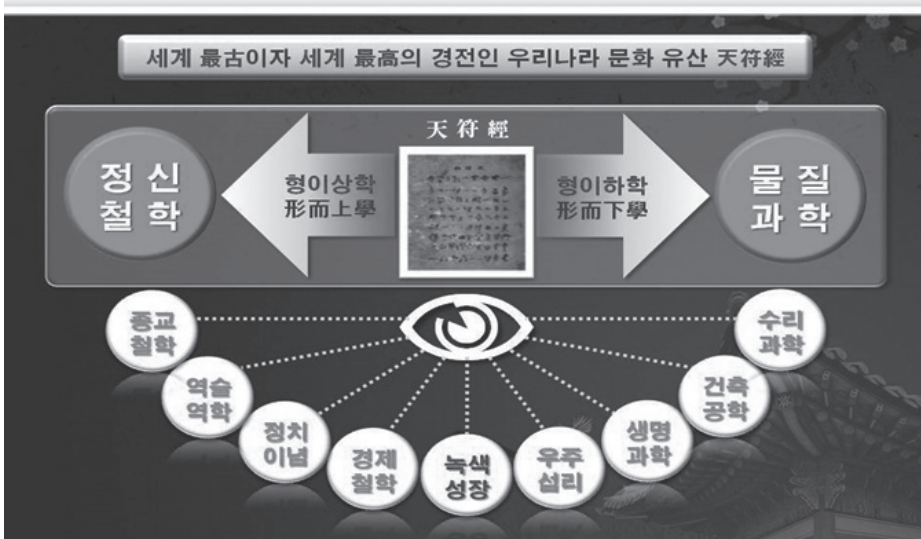 세계 最古이자 세계 最高의 경전인 우리나라 문화 유산 天符經
天符經
정신
철학
형이상학
形而上學
형이하학
形而下學
물질
과학
종교
철학
역술
역학
정치
이념
경제
철학
녹색
성장
우주
섭리
생명
과학
건축
공학
수리
과학